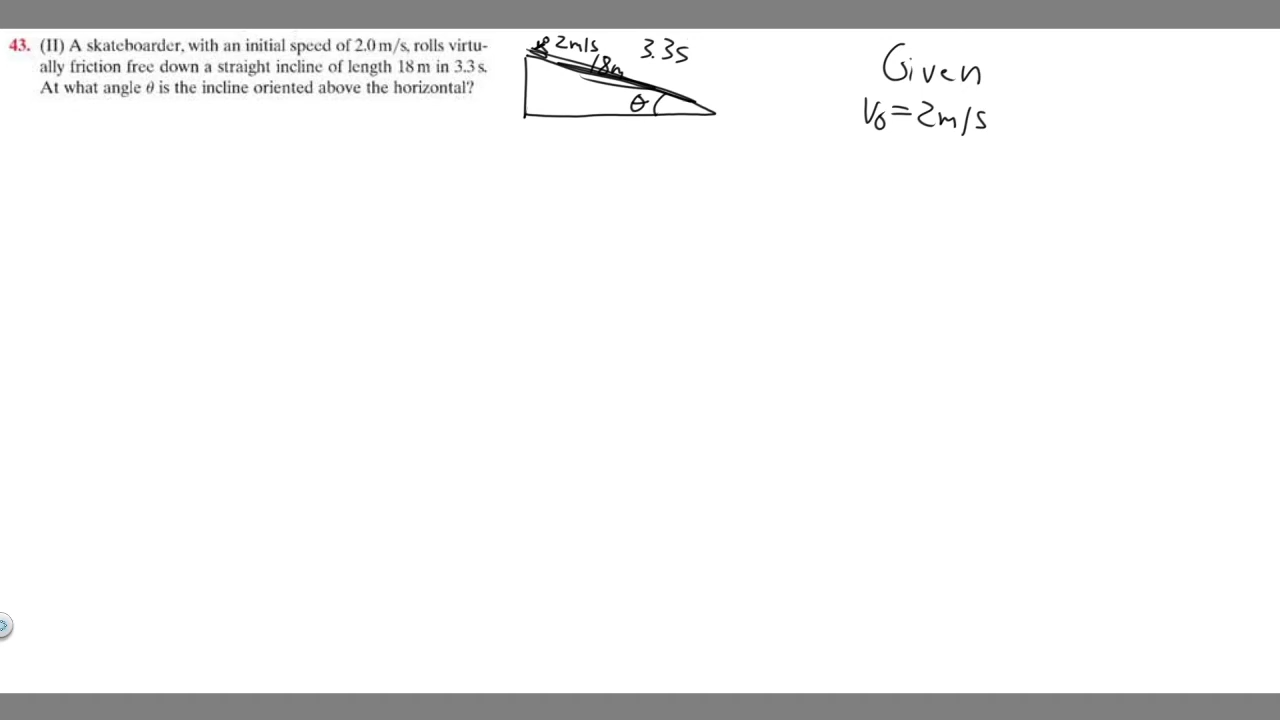 43. (II) A skateboarder, with an initial speed of 2.0 m/s, rolls virtu-
ally friction free down a straight incline of length 18 m in 3.3 s.
At what angle θ is the incline oriented above the horizontal?
2m/s
3.3s
18m
θ
Given
V₀=2m/s